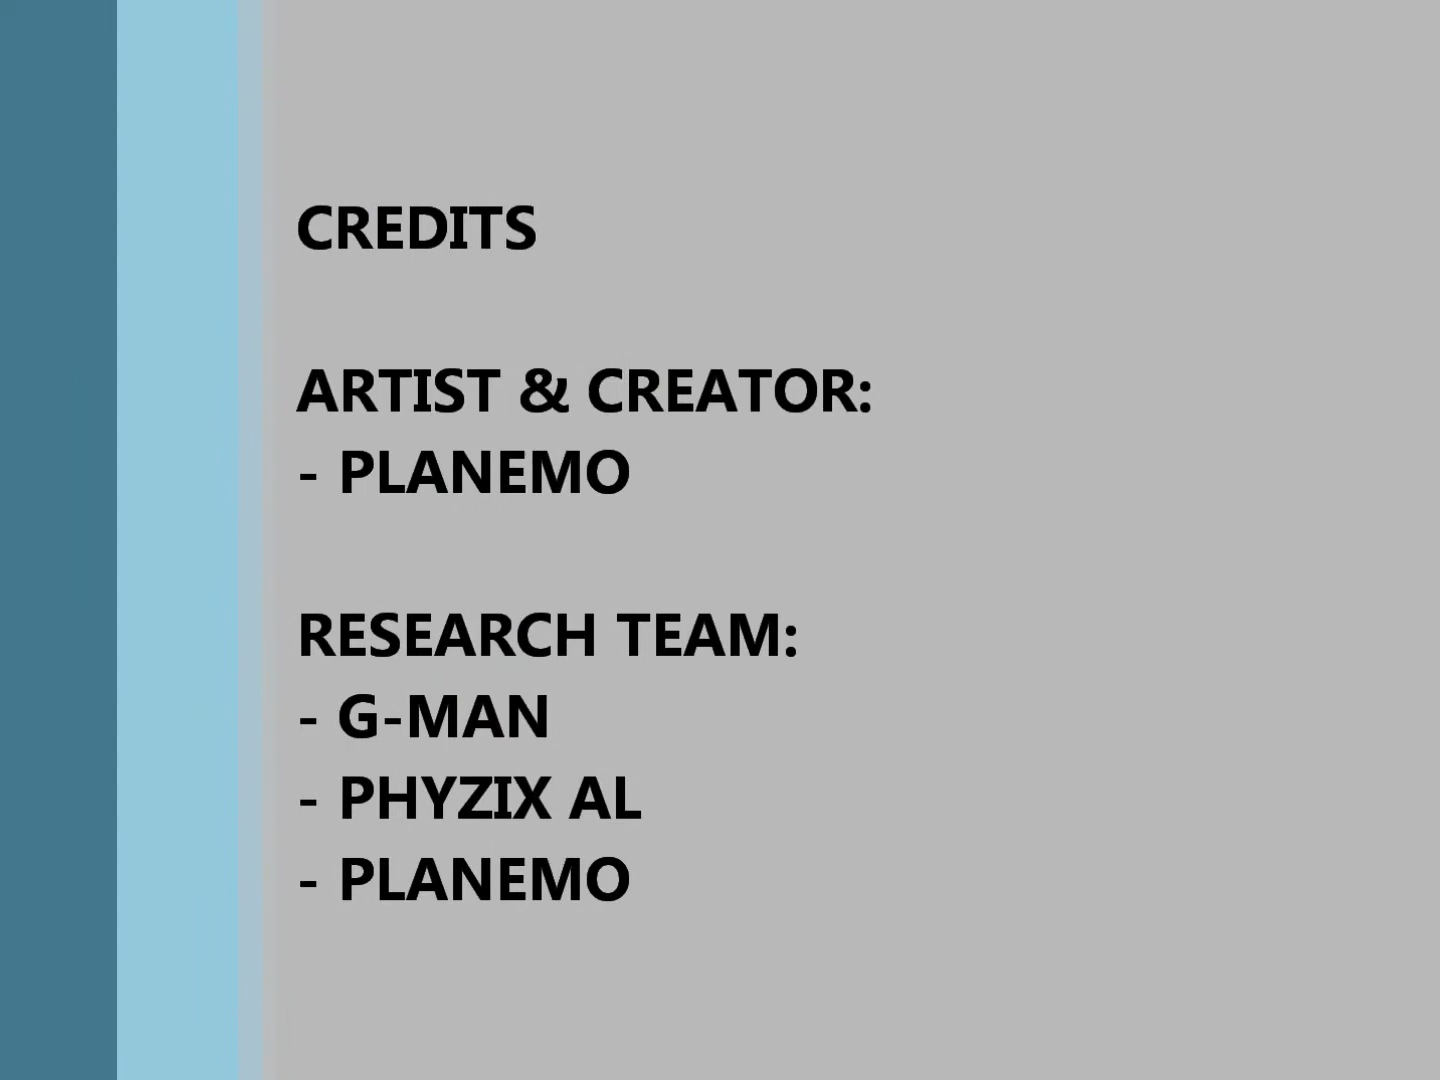 CREDITS
ARTIST & CREATOR:
- PLANEMO
RESEARCH TEAM:
- G-MAN
- PHYZIX AL
- PLANEMO